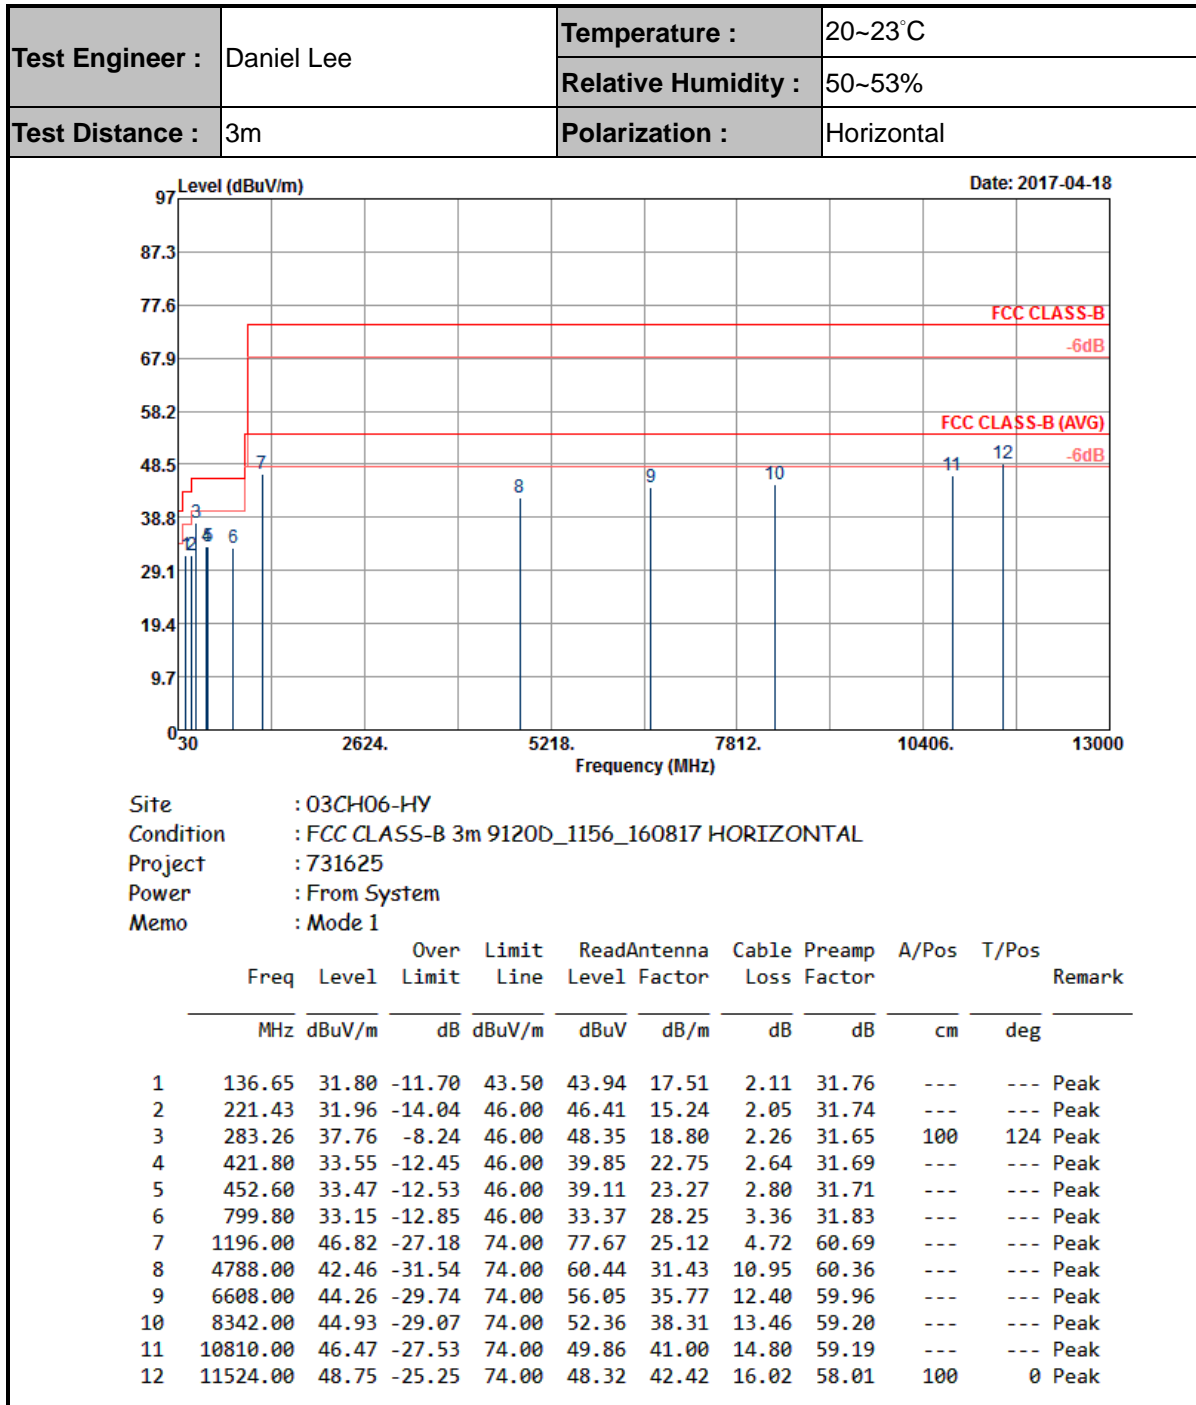 Test Engineer : Daniel Lee Temperature : 20~23°C
Relative Humidity : 50~53%
Test Distance : 3m Polarization : Horizontal
Level (dBuV/m) Date: 2017-04-18
97
87.3
77.6
FCC CLASS-B
-6dB
67.9
58.2
FCC CLASS-B (AVG)
-6dB
48.5
38.8
29.1
19.4
9.7
0
1 2 3 4 5 6 7 8 9 10 11 12
30 2624. 5218. 7812. 10406. 13000
Frequency (MHz)
Site : 03CH06-HY
Condition : FCC CLASS-B 3m 9120D_1156_160817 HORIZONTAL
Project : 731625
Power : From System
Memo : Mode 1
Over Limit ReadAntenna Cable Preamp A/Pos T/Pos
Freq Level Limit Line Level Factor Loss Factor Remark
MHz dBuV/m dB dBuV/m dBuV dB/m dB dB cm deg
1 136.65 31.80 -11.70 43.50 43.94 17.51 2.11 31.76 --- --- Peak
2 221.43 31.96 -14.04 46.00 46.41 15.24 2.05 31.74 --- --- Peak
3 283.26 37.76 -8.24 46.00 48.35 18.80 2.26 31.65 100 124 Peak
4 421.80 33.55 -12.45 46.00 39.85 22.75 2.64 31.69 --- --- Peak
5 452.60 33.47 -12.53 46.00 39.11 23.27 2.80 31.71 --- --- Peak
6 799.80 33.15 -12.85 46.00 33.37 28.25 3.36 31.83 --- --- Peak
7 1196.00 46.82 -27.18 74.00 77.67 25.12 4.72 60.69 --- --- Peak
8 4788.00 42.46 -31.54 74.00 60.44 31.43 10.95 60.36 --- --- Peak
9 6608.00 44.26 -29.74 74.00 56.05 35.77 12.40 59.96 --- --- Peak
10 8342.00 44.93 -29.07 74.00 52.36 38.31 13.46 59.20 --- --- Peak
11 10810.00 46.47 -27.53 74.00 49.86 41.00 14.80 59.19 --- --- Peak
12 11524.00 48.75 -25.25 74.00 48.32 42.42 16.02 58.01 100 0 Peak